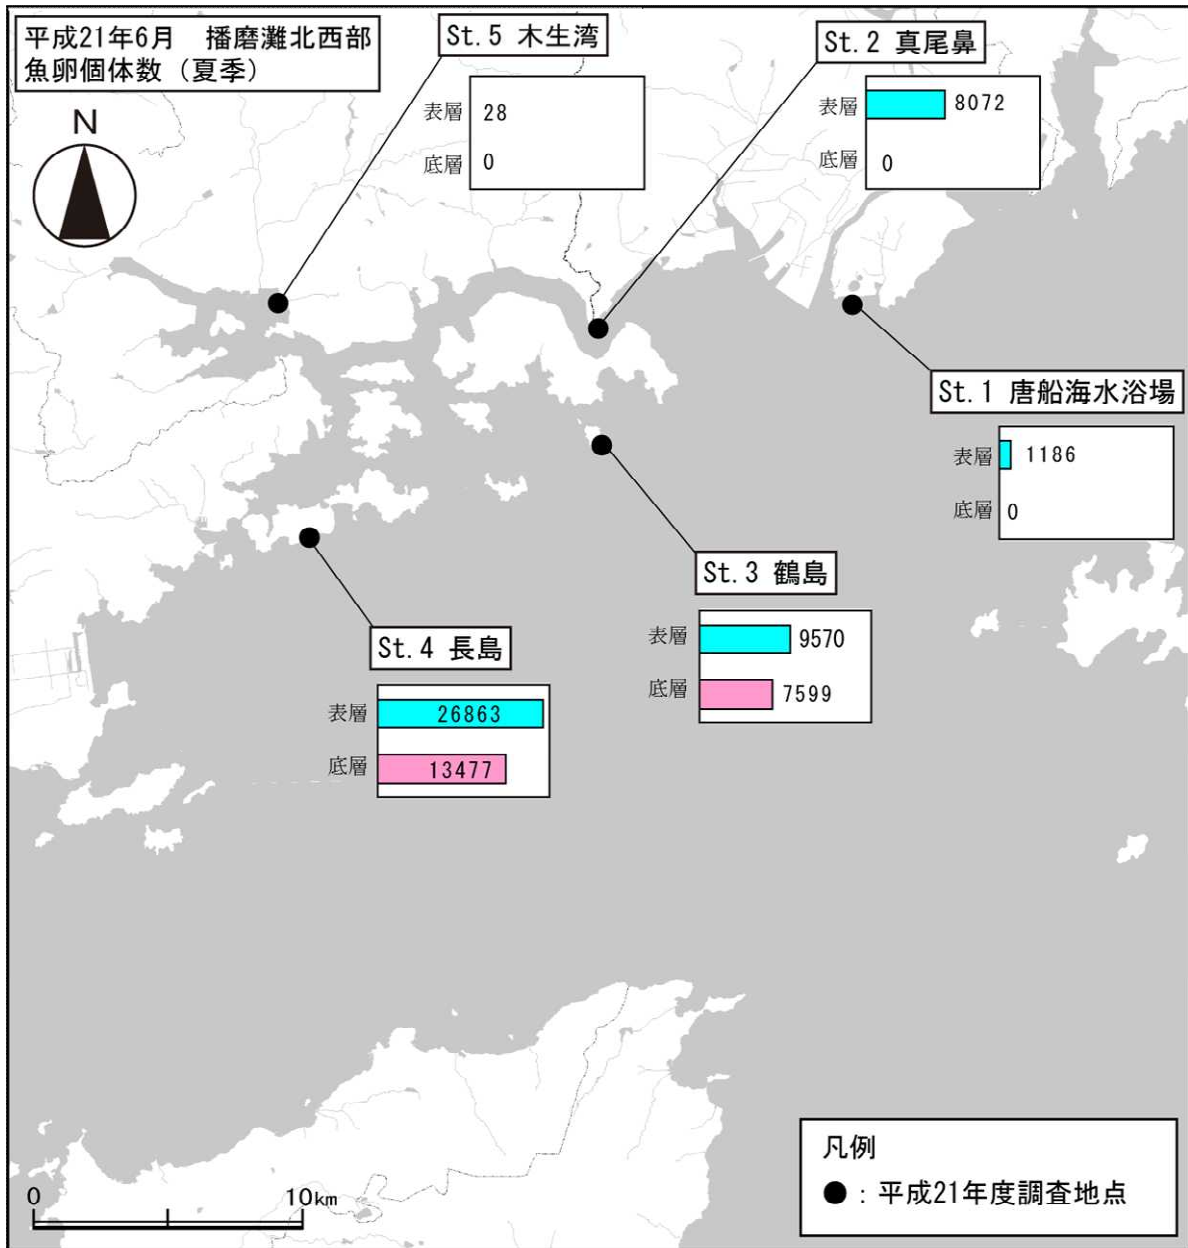 平成21年6月　播磨灘北西部
魚卵個体数（夏季）
N
St.5 木生湾
表層 28
底層 0
St.2 真尾鼻
表層 8072
底層 0
St.1 唐船海水浴場
表層 1186
底層 0
St.3 鶴島
表層 9570
底層 7599
St.4 長島
表層 26863
底層 13477
0 10km
凡例
●：平成21年度調査地点